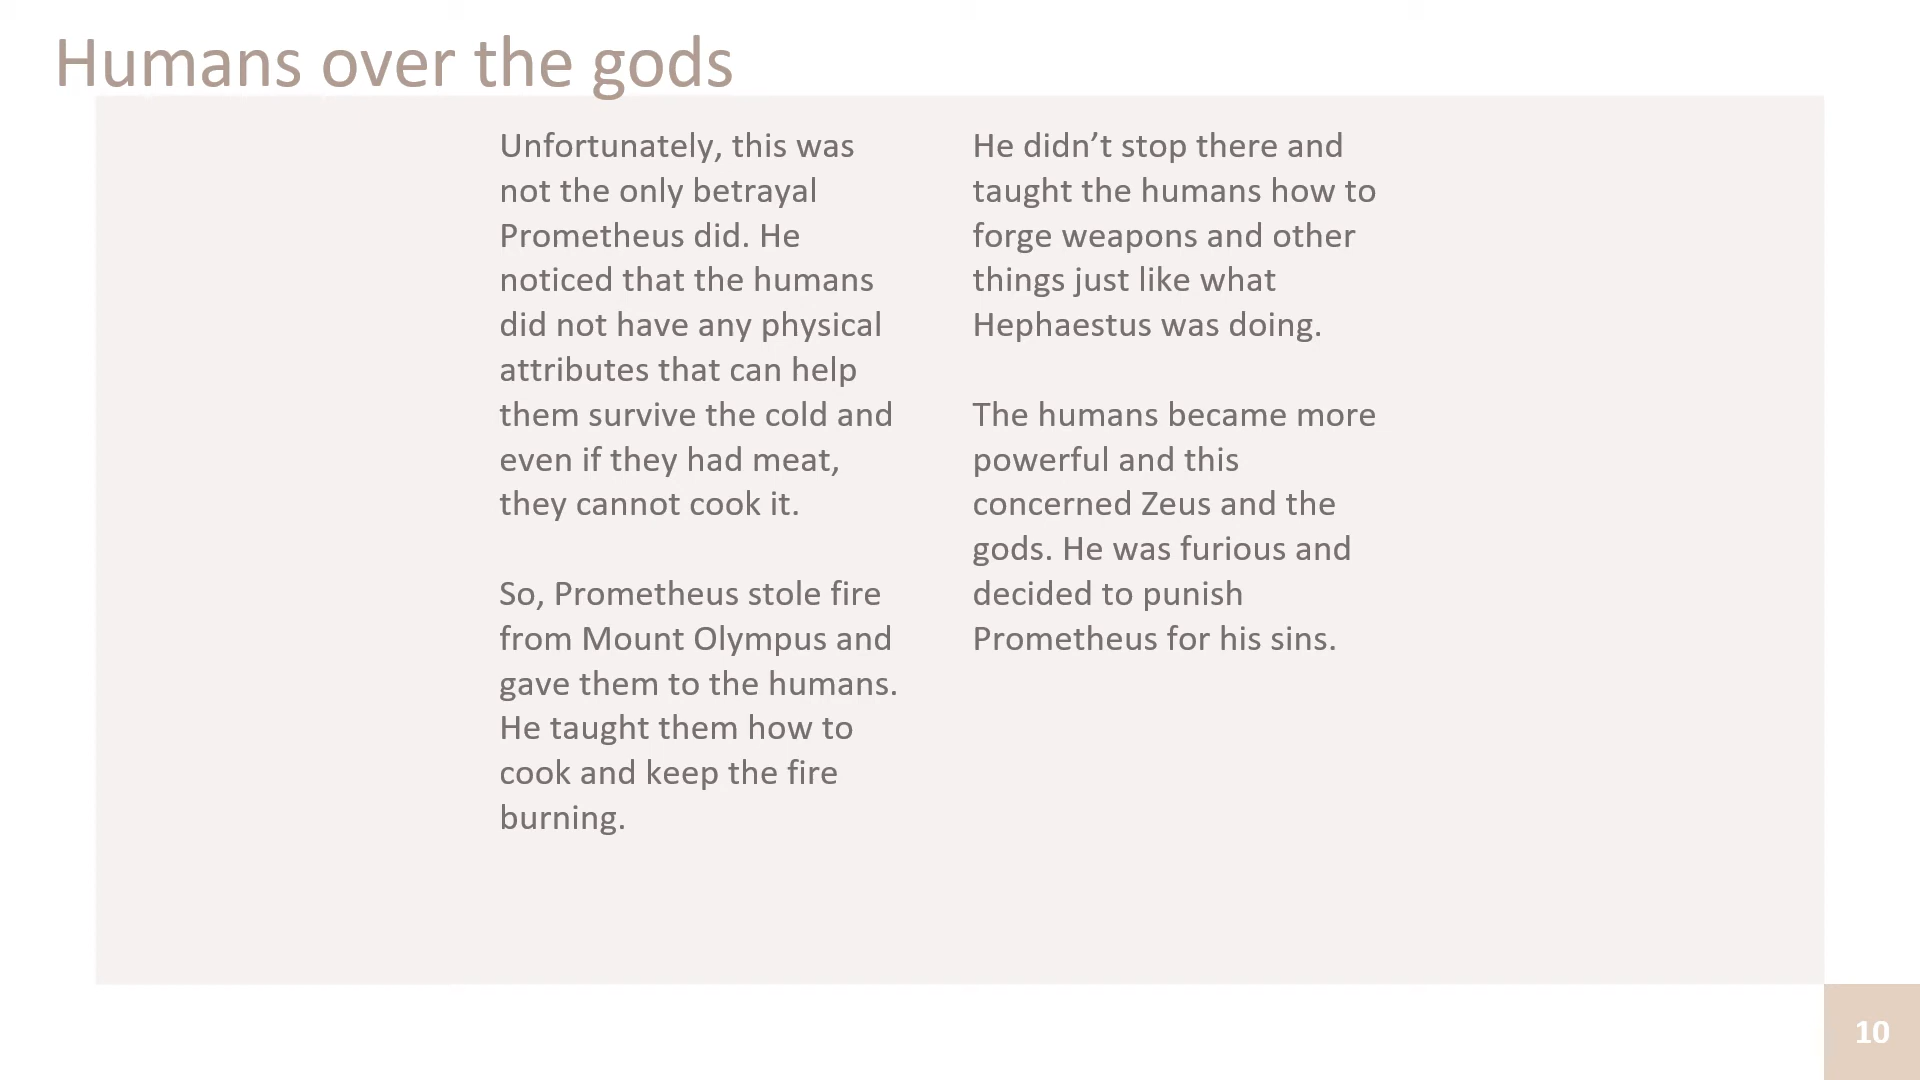 Humans over the gods
Unfortunately, this was
not the only betrayal
Prometheus did. He
noticed that the humans
did not have any physical
attributes that can help
them survive the cold and
even if they had meat,
they cannot cook it.
So, Prometheus stole fire
from Mount Olympus and
gave them to the humans.
He taught them how to
cook and keep the fire
burning.
He didn’t stop there and
taught the humans how to
forge weapons and other
things just like what
Hephaestus was doing.
The humans became more
powerful and this
concerned Zeus and the
gods. He was furious and
decided to punish
Prometheus for his sins.
10